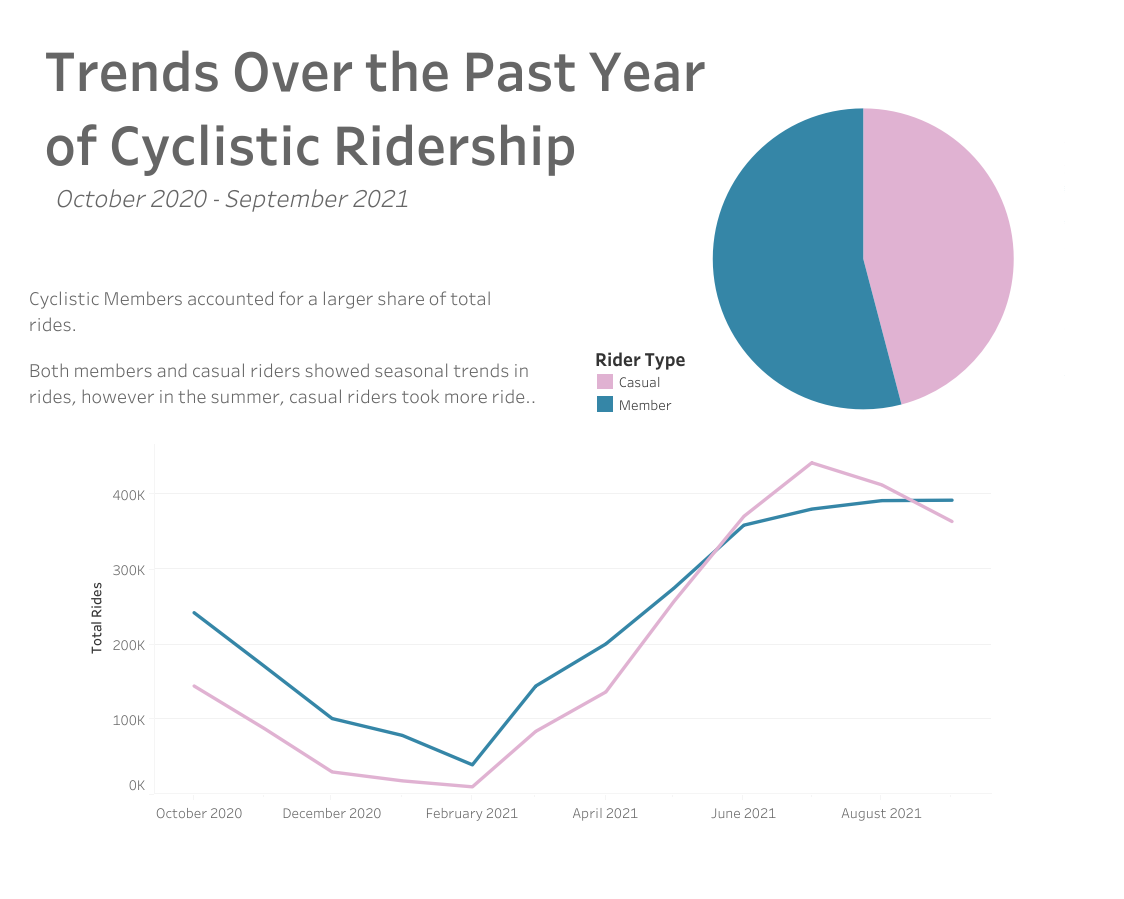 Trends Over the Past Year
of Cyclistic Ridership
October 2020 - September 2021
Cyclistic Members accounted for a larger share of total
rides.
Both members and casual riders showed seasonal trends in
rides, however in the summer, casual riders took more ride..
Rider Type
Casual
Member
Total Rides
400K
300K
200K
100K
0K
October 2020
December 2020
February 2021
April 2021
June 2021
August 2021